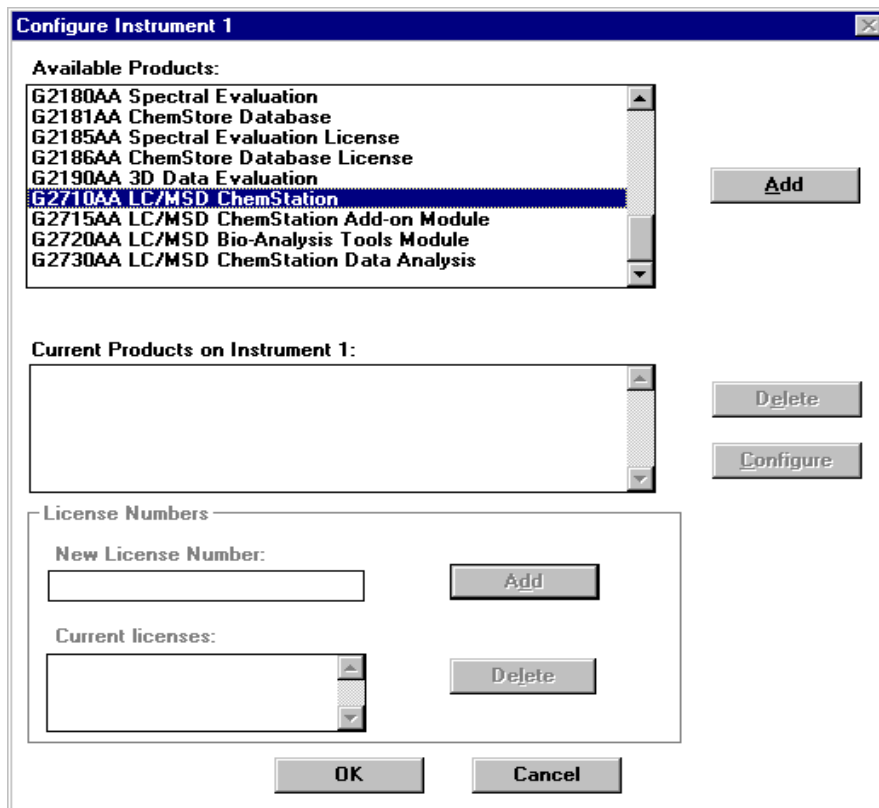 Configure Instrument 1
Available Products:
G2180AA Spectral Evaluation
G2181AA ChemStore Database
G2185AA Spectral Evaluation License
G2186AA ChemStore Database License
G2190AA 3D Data Evaluation
G2710AA LC/MSD ChemStation
G2715AA LC/MSD ChemStation Add-on Module
G2720AA LC/MSD Bio-Analysis Tools Module
G2730AA LC/MSD ChemStation Data Analysis
Add
Current Products on Instrument 1:
Delete
Configure
License Numbers
New License Number:
Add
Current licenses:
Delete
OK
Cancel